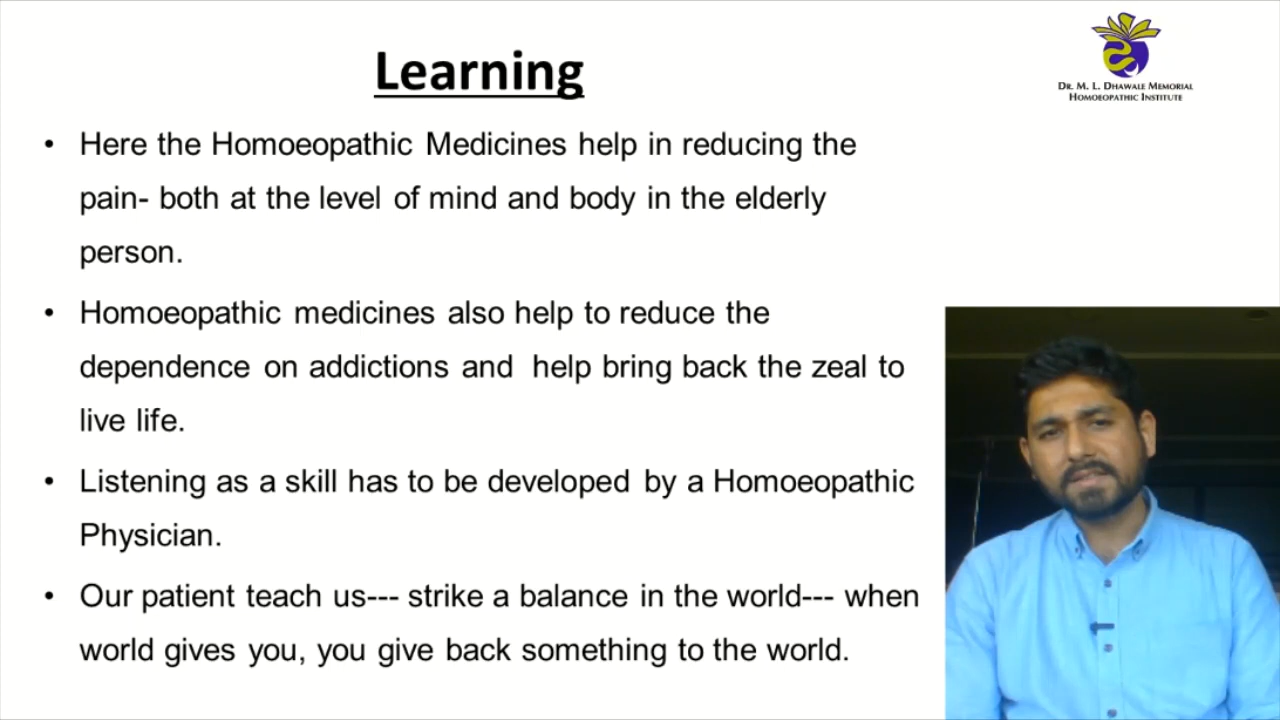 Learning
DR. M. L. DHAWALE MEMORIAL
HOMOEOPATHIC INSTITUTE
• Here the Homoeopathic Medicines help in reducing the
pain- both at the level of mind and body in the elderly
person.
• Homoeopathic medicines also help to reduce the
dependence on addictions and help bring back the zeal to
live life.
• Listening as a skill has to be developed by a Homoeopathic
Physician.
• Our patient teach us--- strike a balance in the world--- when
world gives you, you give back something to the world.